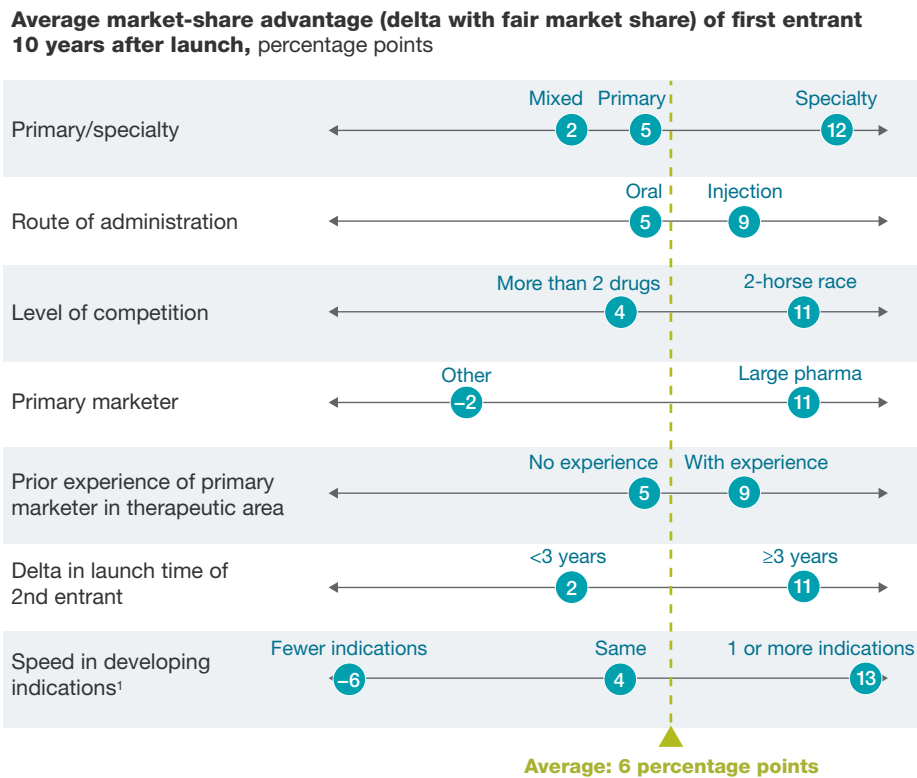 Average market-share advantage (delta with fair market share) of first entrant
10 years after launch, percentage points
Primary/specialty
Mixed Primary Specialty
2 5 12
Route of administration
Oral Injection
5 9
Level of competition
More than 2 drugs 2-horse race
4 11
Primary marketer
Other Large pharma
–2 11
Prior experience of primary
marketer in therapeutic area
No experience With experience
5 9
Delta in launch time of
2nd entrant
<3 years ≥3 years
2 11
Speed in developing
indications¹
Fewer indications Same 1 or more indications
–6 4 13
Average: 6 percentage points